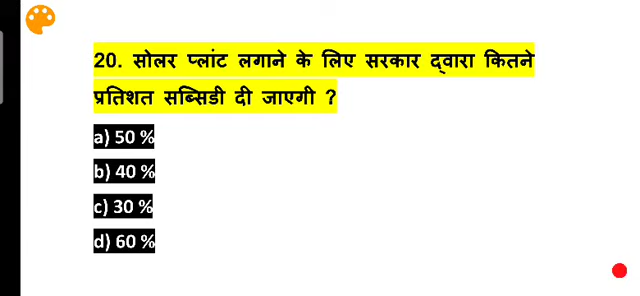 20. सोलर प्लांट लगाने के लिए सरकार द्वारा कितने
प्रतिशत सब्सिडी दी जाएगी ?
a) 50 %
b) 40 %
c) 30 %
d) 60 %